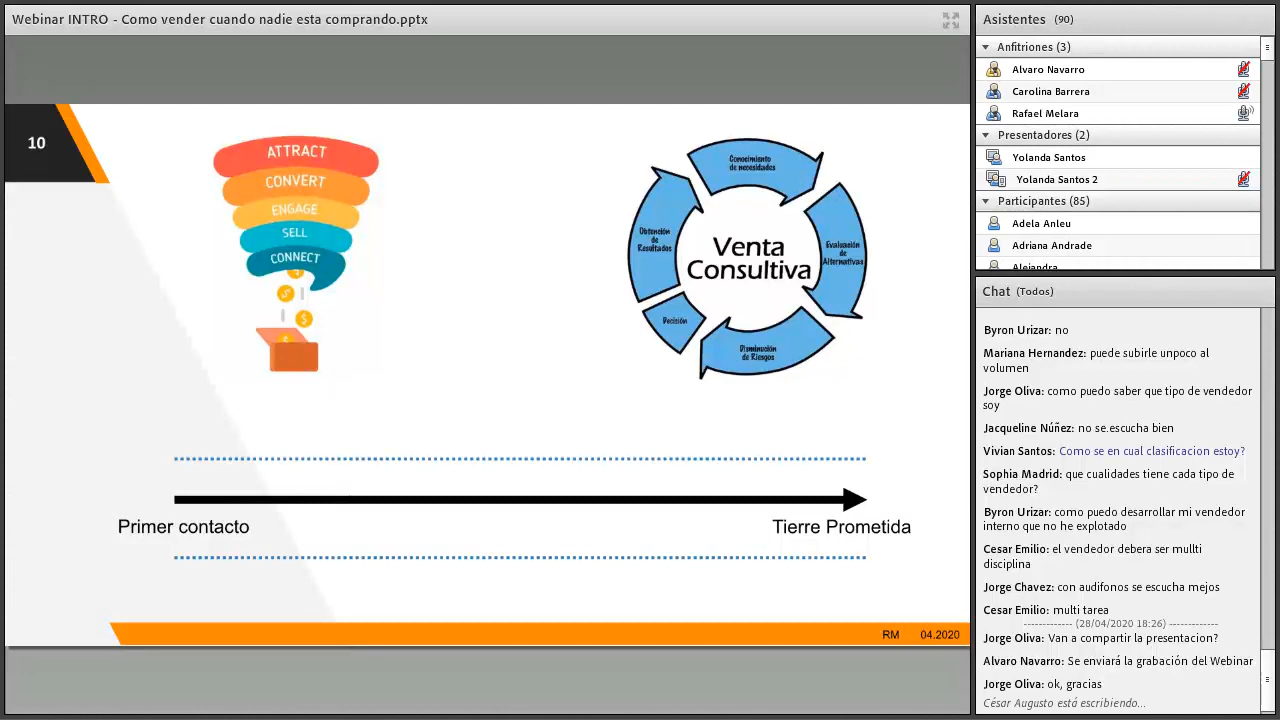 Webinar INTRO - Como vender cuando nadie esta comprando.pptx
10
ATTRACT
CONVERT
ENGAGE
SELL
CONNECT
$
$
Conocimiento
de necesidades
Evaluación
de
Alternativas
Disminución
de Riesgos
Decisión
Obtención
de
Resultados
Venta
Consultiva
Primer contacto
Tierre Prometida
RM
04.2020
Asistentes (90)
Anfitriones (3)
Alvaro Navarro
Carolina Barrera
Rafael Melara
Presentadores (2)
Yolanda Santos
Yolanda Santos 2
Participantes (85)
Adela Anleu
Adriana Andrade
Alejandra
Chat (Todos)
Byron Urizar: no
Mariana Hernandez: puede subirle unpoco al
volumen
Jorge Oliva: como puedo saber que tipo de vendedor
soy
Jacqueline Núñez: no se.escucha bien
Vivian Santos: Como se en cual clasificacion estoy?
Sophia Madrid: que cualidades tiene cada tipo de
vendedor?
Byron Urizar: como puedo desarrollar mi vendedor
interno que no he explotado
Cesar Emilio: el vendedor debera ser mullti
disciplina
Jorge Chavez: con audifonos se escucha mejos
Cesar Emilio: multi tarea
------------- (28/04/2020 18:26) -------------
Jorge Oliva: Van a compartir la presentacion?
Alvaro Navarro: Se enviará la grabación del Webinar
Jorge Oliva: ok, gracias
César Augusto está escribiendo...